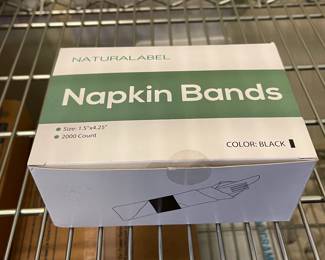 NATURALABEL
Napkin Bands
Size: 1.5"x4.25"
2000 Count
COLOR: BLACK